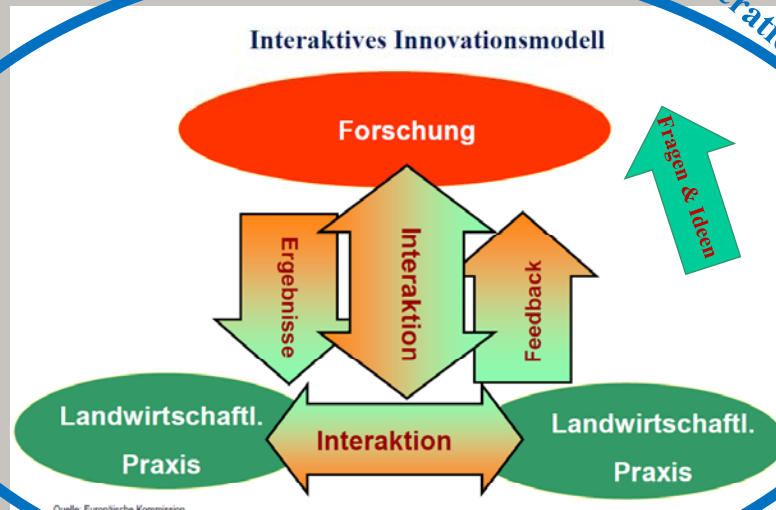 Interaktives Innovationsmodell
Forschung
Fragen & Ideen
Ergebnisse
Interaktion
Feedback
Landwirtschaftl.
Praxis
Interaktion
Landwirtschaftl.
Praxis
Quelle: Europäische Kommission